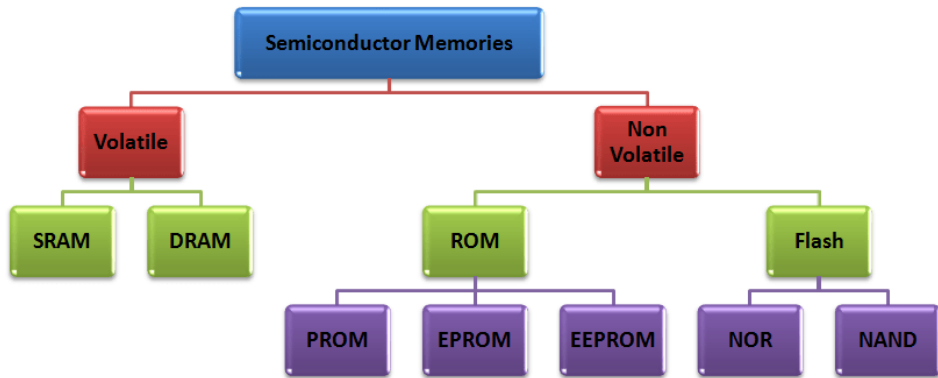 Semiconductor Memories
Volatile
Non
Volatile
SRAM
DRAM
ROM
Flash
PROM
EPROM
EEPROM
NOR
NAND